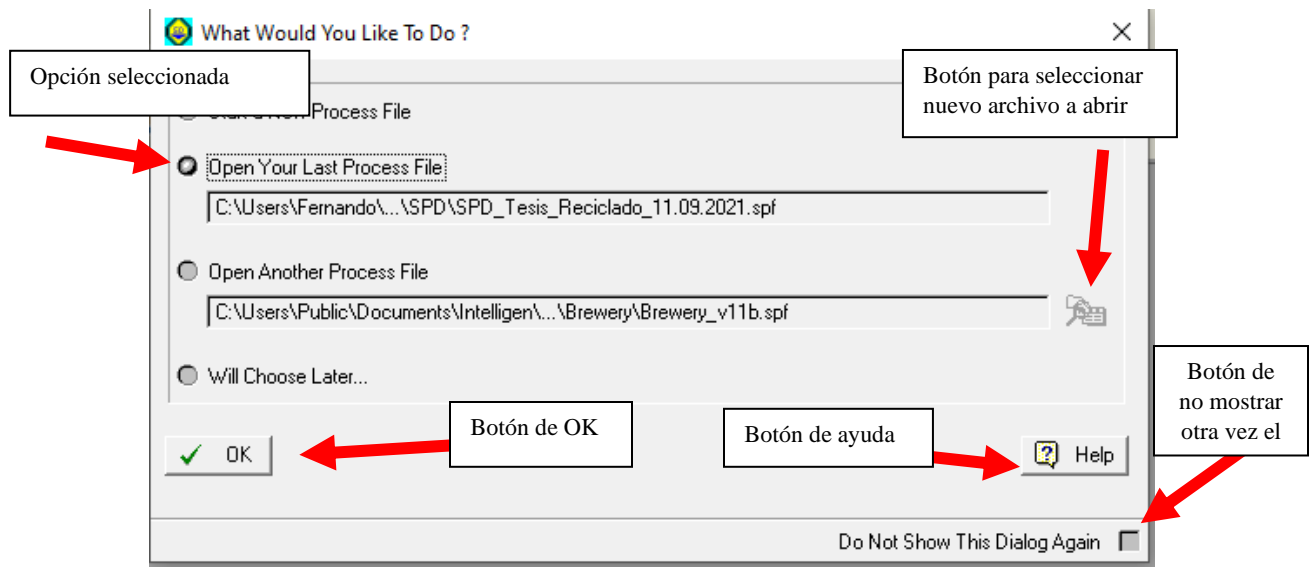 What Would You Like To Do ?
Opción seleccionada
Botón para seleccionar
nuevo archivo a abrir
Process File
Open Your Last Process File
C:\Users\Fernando\...\SPD\SPD_Tesis_Reciclado_11.09.2021.spf
Open Another Process File
C:\Users\Public\Documents\Intelligen\...\Brewery\Brewery_v11b.spf
Will Choose Later...
Botón de
no mostrar
otra vez el
Botón de OK
Botón de ayuda
OK
Help
Do Not Show This Dialog Again